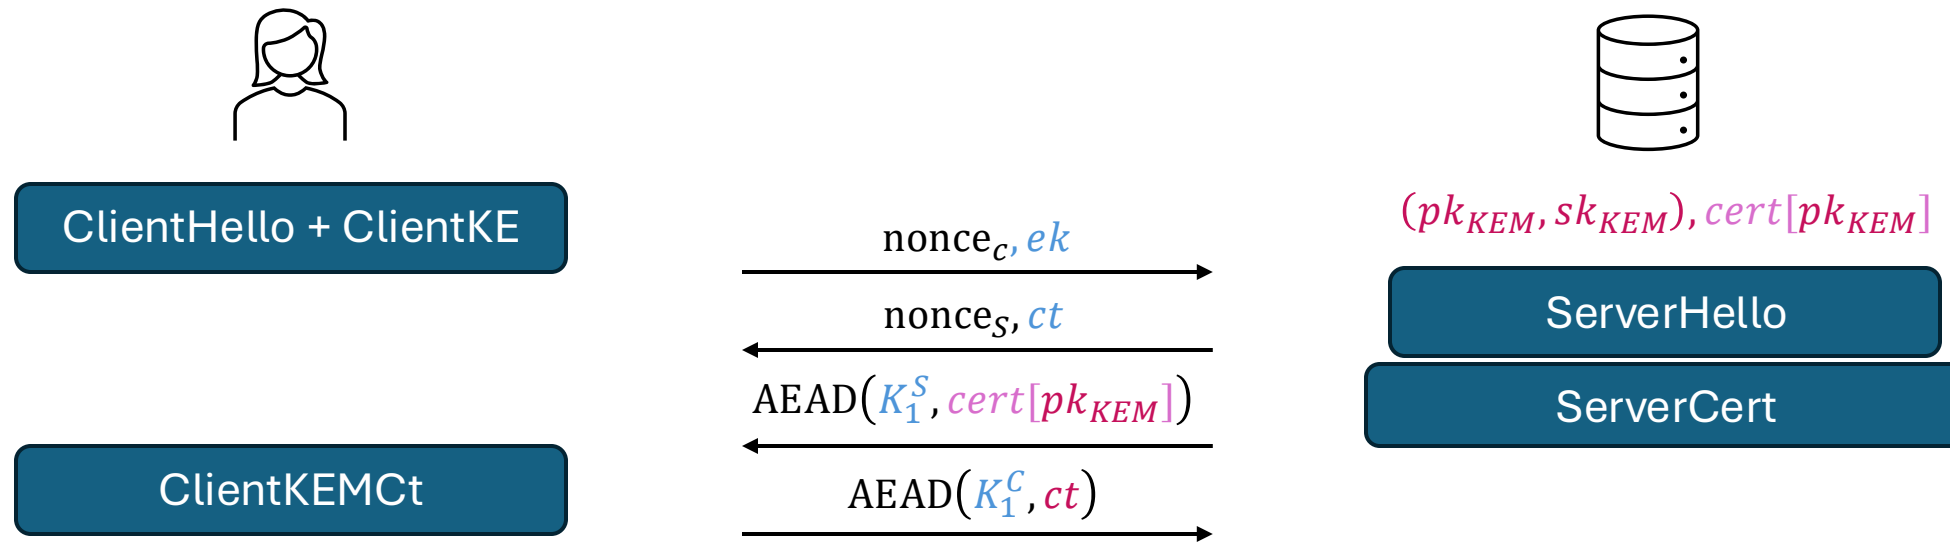 ClientHello + ClientKE
nonce_c, ek
(pk_KEM, sk_KEM), cert[pk_KEM]
ServerHello
nonce_S, ct
AEAD(K_1^S, cert[pk_KEM])
ServerCert
ClientKEMCt
AEAD(K_1^C, ct)